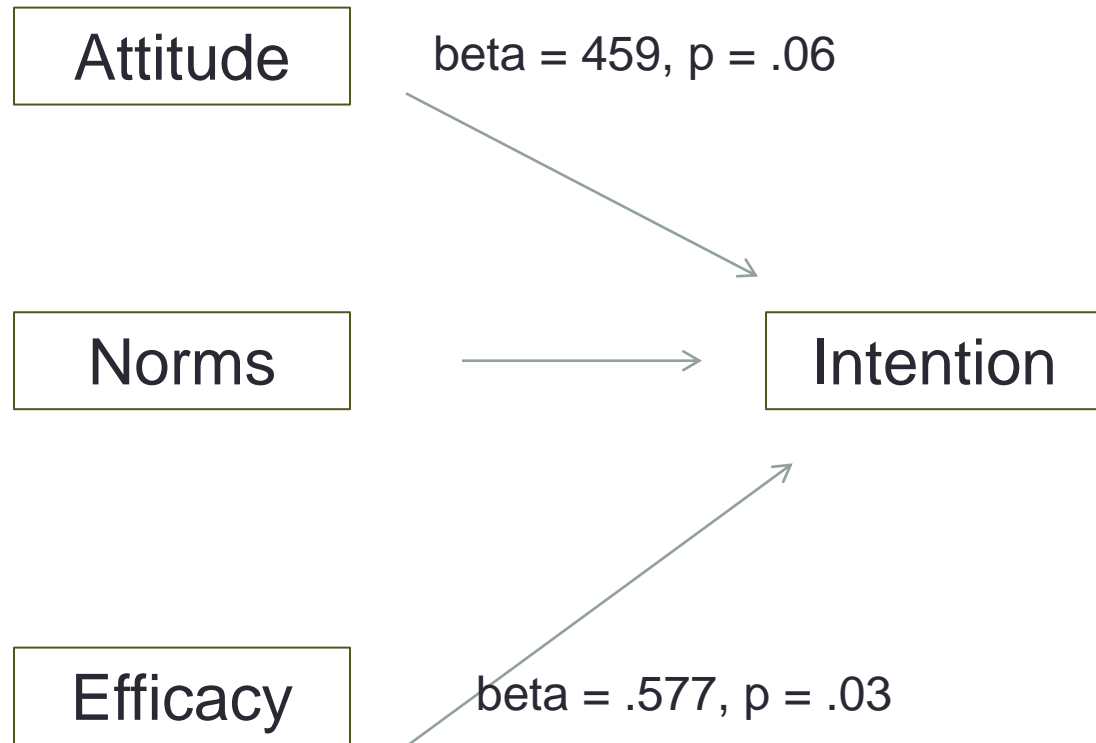 Attitude
beta = 459, p = .06
Norms
Intention
Efficacy
beta = .577, p = .03